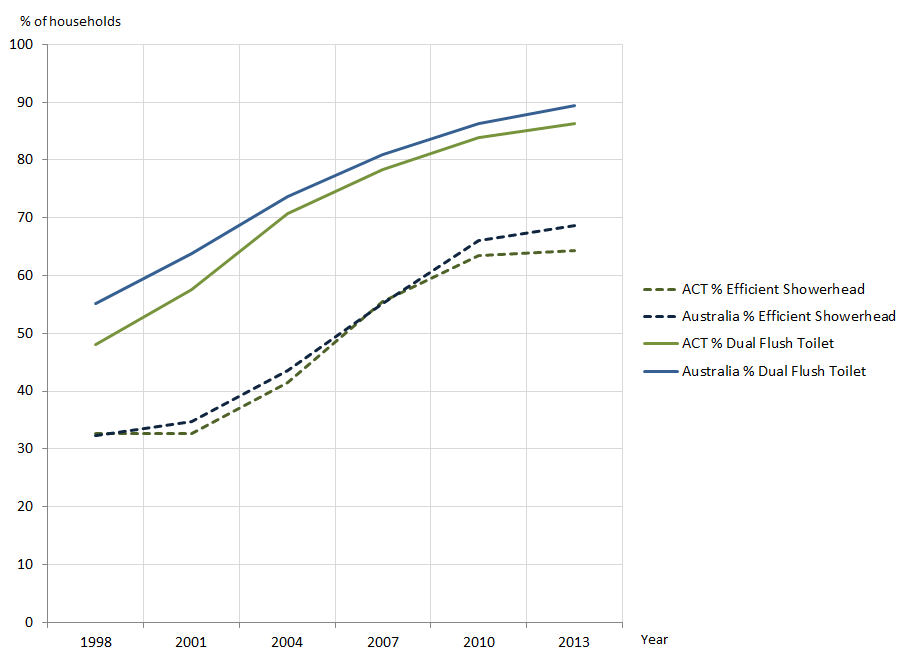 % of households
100
90
80
70
60
50
40
30
20
10
0
1998 2001 2004 2007 2010 2013 Year
ACT % Efficient Showerhead
Australia % Efficient Showerhead
ACT % Dual Flush Toilet
Australia % Dual Flush Toilet